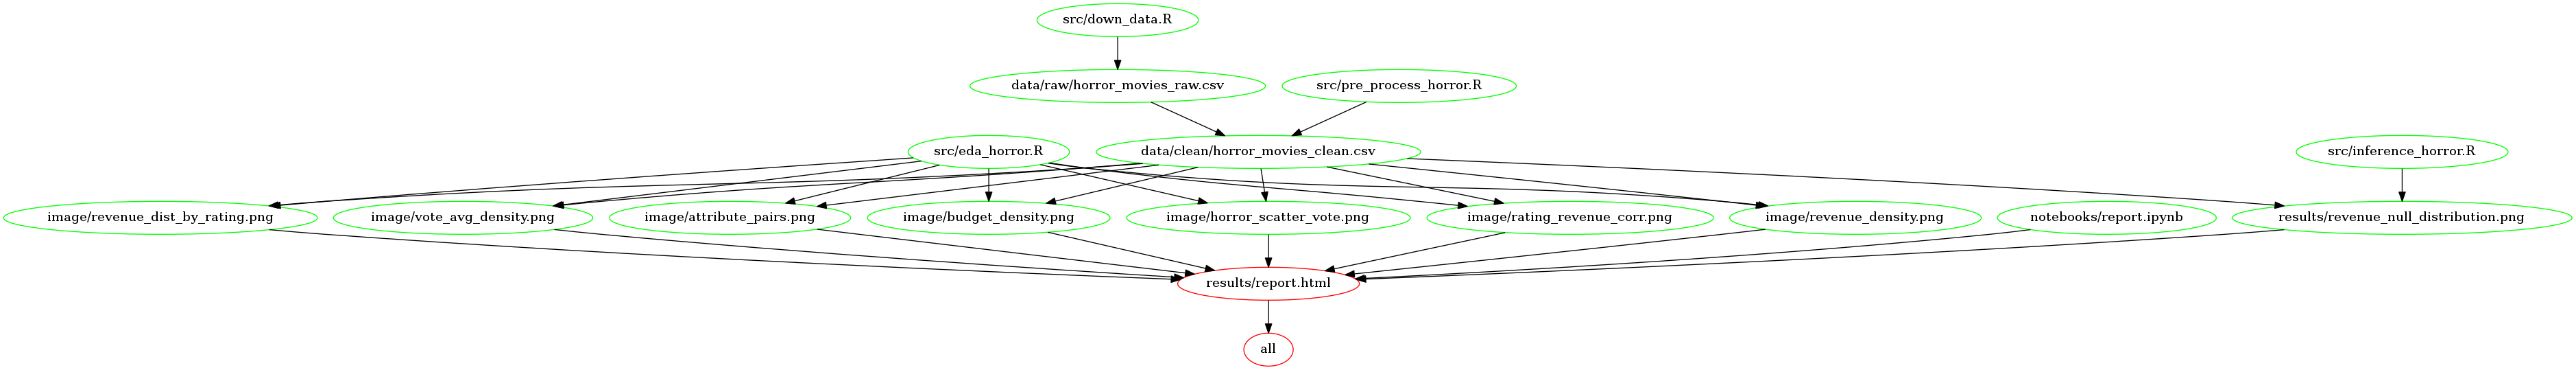 src/down_data.R
data/raw/horror_movies_raw.csv
src/pre_process_horror.R
src/eda_horror.R
data/clean/horror_movies_clean.csv
src/inference_horror.R
image/revenue_dist_by_rating.png
image/vote_avg_density.png
image/attribute_pairs.png
image/budget_density.png
image/horror_scatter_vote.png
image/rating_revenue_corr.png
image/revenue_density.png
notebooks/report.ipynb
results/revenue_null_distribution.png
results/report.html
all